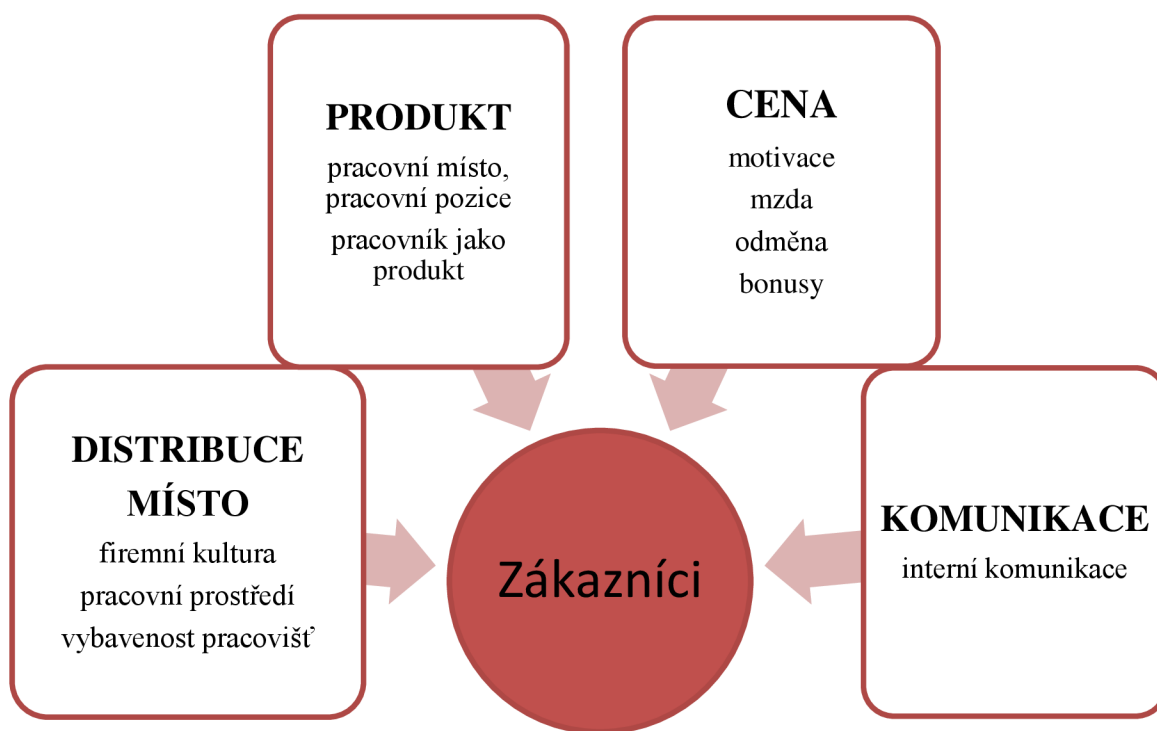 PRODUKT
pracovní místo,
pracovní pozice
pracovník jako
produkt
CENA
motivace
mzda
odměna
bonusy
DISTRIBUCE
MÍSTO
firemní kultura
pracovní prostředí
vybavenost pracovišť
Zákazníci
KOMUNIKACE
interní komunikace